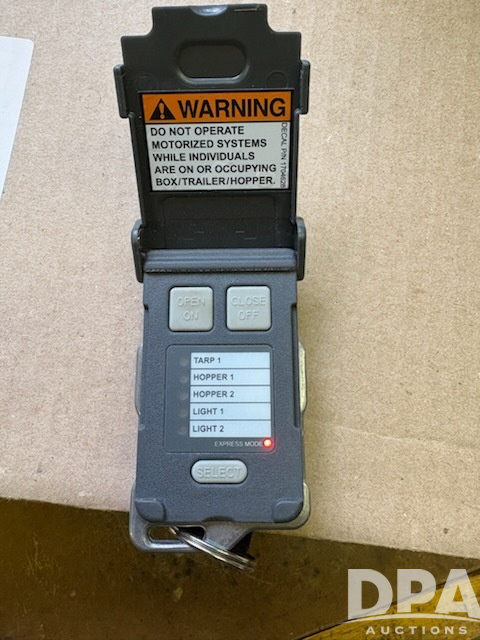 WARNING
DO NOT OPERATE
MOTORIZED SYSTEMS
WHILE INDIVIDUALS
ARE ON OR OCCUPYING
BOX/TRAILER/HOPPER.
DECAL P/N 1704628
OPEN
ON
CLOSE
OFF
TARP 1
HOPPER 1
HOPPER 2
LIGHT 1
LIGHT 2
EXPRESS MODE
SELECT
DPA
AUCTIONS